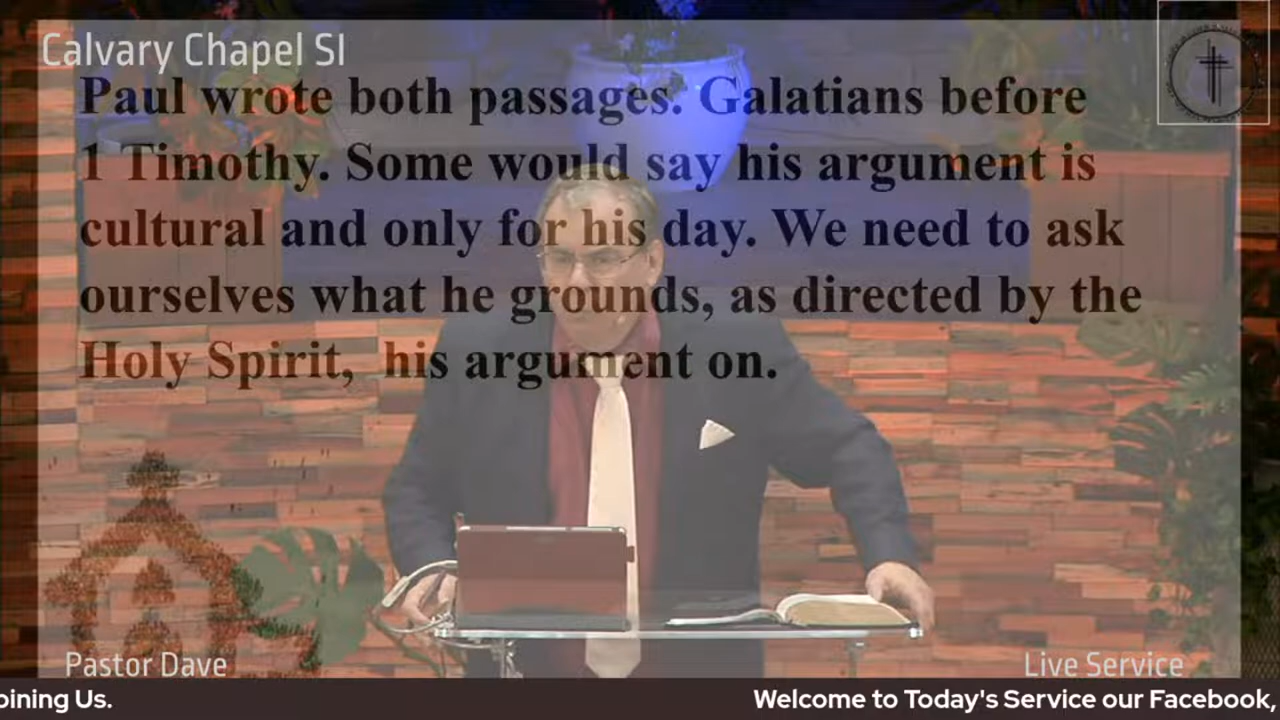 Calvary Chapel SI
Paul wrote both passages. Galatians before
1 Timothy. Some would say his argument is
cultural and only for his day. We need to ask
ourselves what he grounds, as directed by the
Holy Spirit,  his argument on.
Pastor Dave
Live Service
oining Us.
Welcome to Today's Service our Facebook,